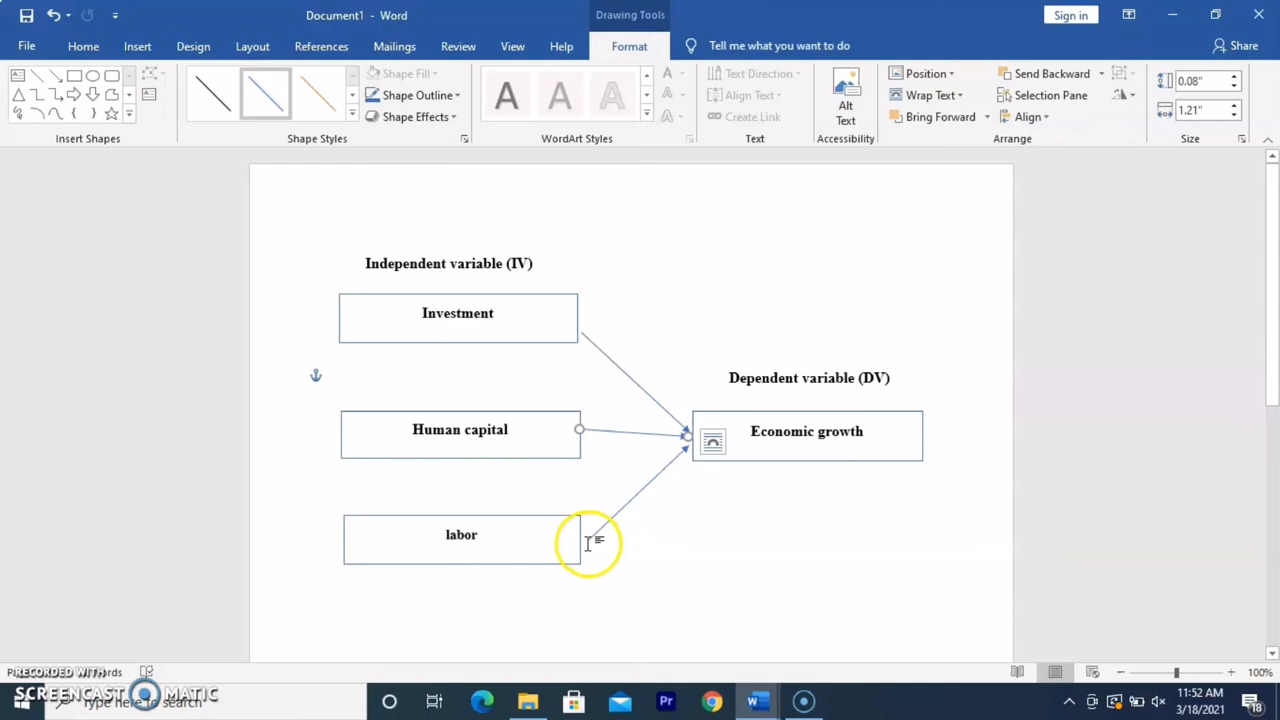 Document1 - Word
Drawing Tools
Sign in
File Home Insert Design Layout References Mailings Review View Help Format Tell me what you want to do Share
Shape Fill
Shape Outline
Shape Effects
A A A
Text Direction
Align Text
Create Link
Alt
Text
Position
Wrap Text
Bring Forward
Send Backward
Selection Pane
Align
0.08"
1.21"
Insert Shapes Shape Styles WordArt Styles Text Accessibility Arrange Size
Independent variable (IV)
Investment
Dependent variable (DV)
Human capital
Economic growth
labor
RECORDED WITH
SCREENCAST MATIC
Type here to search
100%
Pr
W
11:52 AM
3/18/2021
18